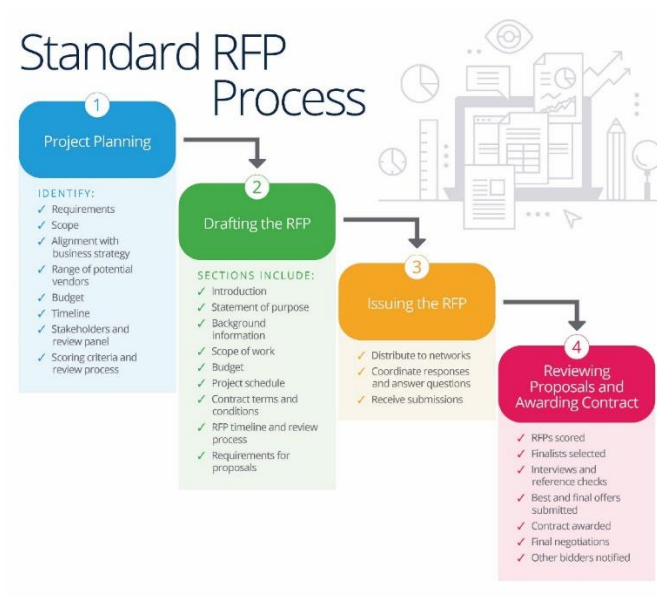 Standard RFP
Process
1
Project Planning
IDENTIFY:
✓ Requirements
✓ Scope
✓ Alignment with
business strategy
✓ Range of potential
vendors
✓ Budget
✓ Timeline
✓ Stakeholders and
review panel
✓ Scoring criteria and
review process
2
Drafting the RFP
SECTIONS INCLUDE:
✓ Introduction
✓ Statement of purpose
✓ Background
information
✓ Scope of work
✓ Budget
✓ Project schedule
✓ Contract terms and
conditions
✓ RFP timeline and review
process
✓ Requirements for
proposals
3
Issuing the RFP
✓ Distribute to networks
✓ Coordinate responses
and answer questions
✓ Receive submissions
4
Reviewing
Proposals and
Awarding Contract
✓ RFPs scored
✓ Finalists selected
✓ Interviews and
reference checks
✓ Best and final offers
submitted
✓ Contract awarded
✓ Final negotiations
✓ Other bidders notified